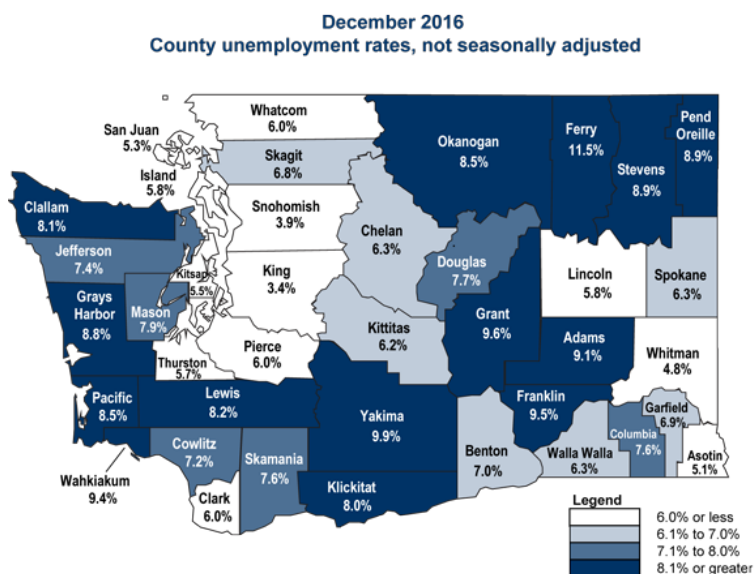 December 2016
County unemployment rates, not seasonally adjusted
Whatcom
6.0%
San Juan
5.3%
Skagit
6.8%
Island
5.8%
Okanogan
8.5%
Ferry
11.5%
Stevens
8.9%
Pend
Oreille
8.9%
Clallam
8.1%
Snohomish
3.9%
Chelan
6.3%
Jefferson
7.4%
Douglas
7.7%
Kitsap
5.5%
King
3.4%
Lincoln
5.8%
Spokane
6.3%
Grays
Harbor
8.8%
Mason
7.9%
Grant
9.6%
Kittitas
6.2%
Adams
9.1%
Whitman
4.8%
Pierce
6.0%
Thurston
5.7%
Pacific
8.5%
Lewis
8.2%
Yakima
9.9%
Franklin
9.5%
Garfield
6.9%
Columbia
7.6%
Cowlitz
7.2%
Skamania
7.6%
Benton
7.0%
Walla Walla
6.3%
Asotin
5.1%
Wahkiakum
9.4%
Clark
6.0%
Klickitat
8.0%
Legend
6.0% or less
6.1% to 7.0%
7.1% to 8.0%
8.1% or greater